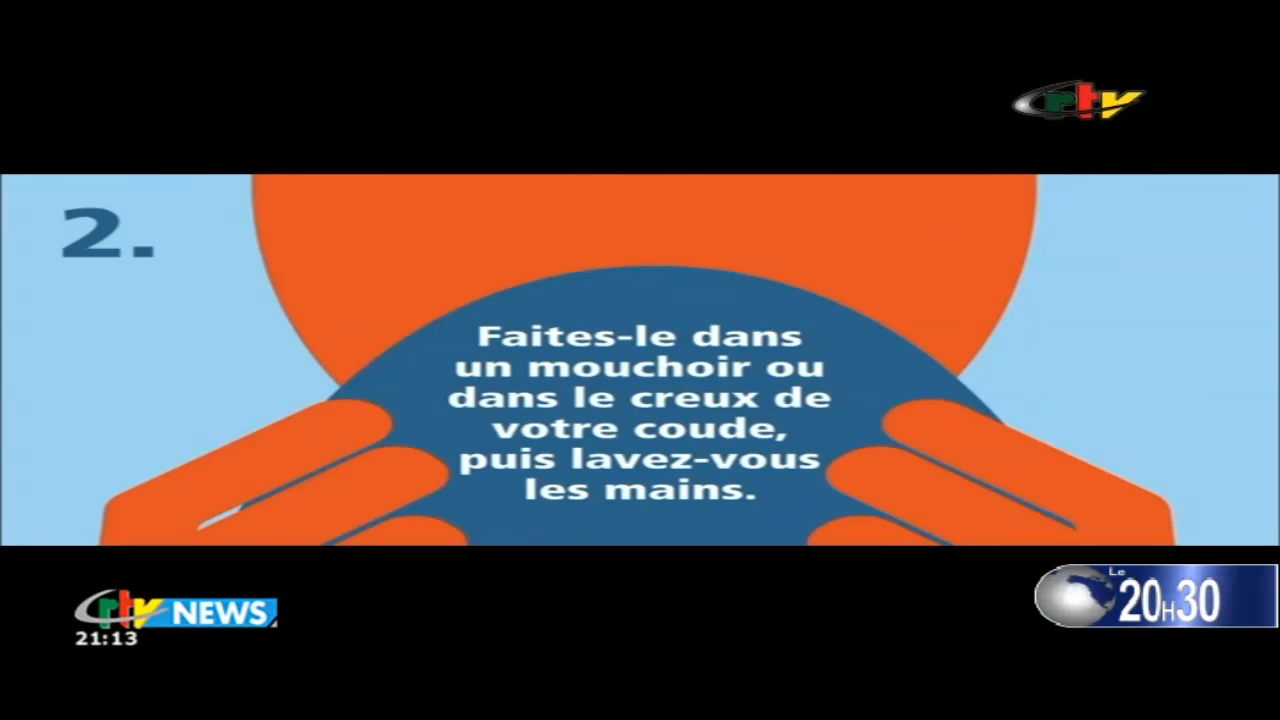 crtv
2.
Faites-le dans
un mouchoir ou
dans le creux de
votre coude,
puis lavez-vous
les mains.
Le
20H30
crtv NEWS
21:13